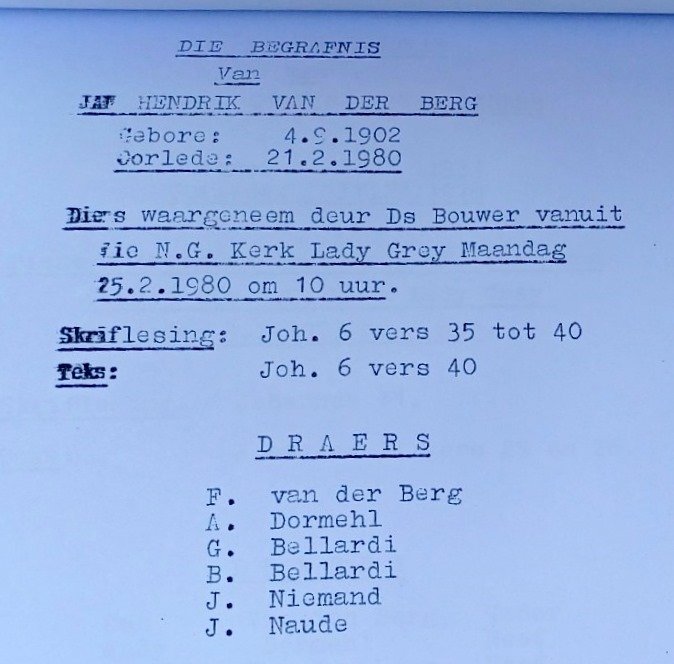 DIE BEGRAFNIS
Van
JAN HENDRIK VAN DER BERG
Gebore: 4.9.1902
Oorlede: 21.2.1980
Diens waargeneem deur Ds Bouwer vanuit
die N.G. Kerk Lady Grey Maandag
25.2.1980 om 10 uur.
Skriflesing: Joh. 6 vers 35 tot 40
Teks: Joh. 6 vers 40
D R A E R S
F. van der Berg
A. Dormehl
G. Bellardi
B. Bellardi
J. Niemand
J. Naude